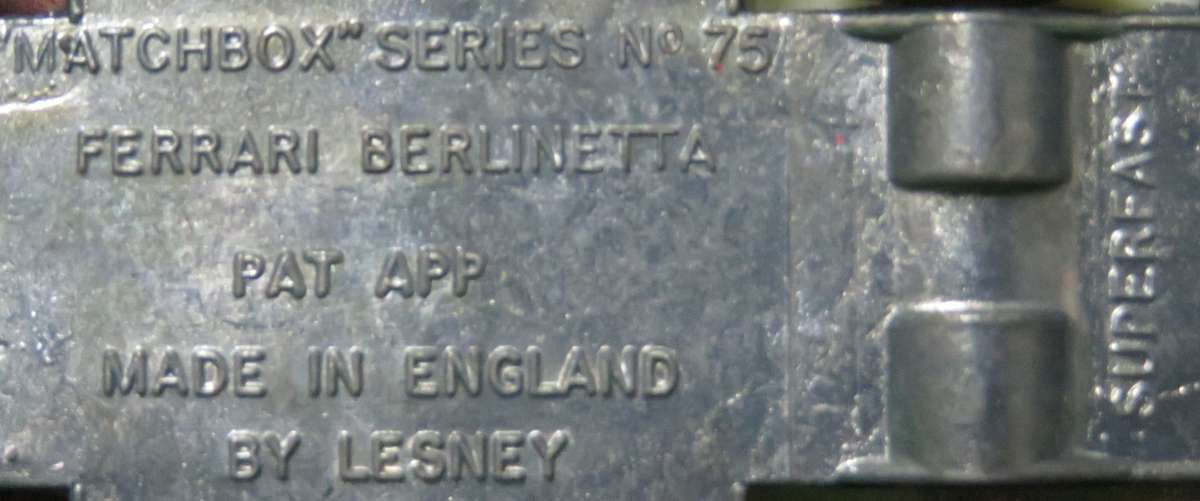 "MATCHBOX" SERIES Nº 75
FERRARI BERLINETTA
PAT APP
MADE IN ENGLAND
BY LESNEY
SUPERFAST